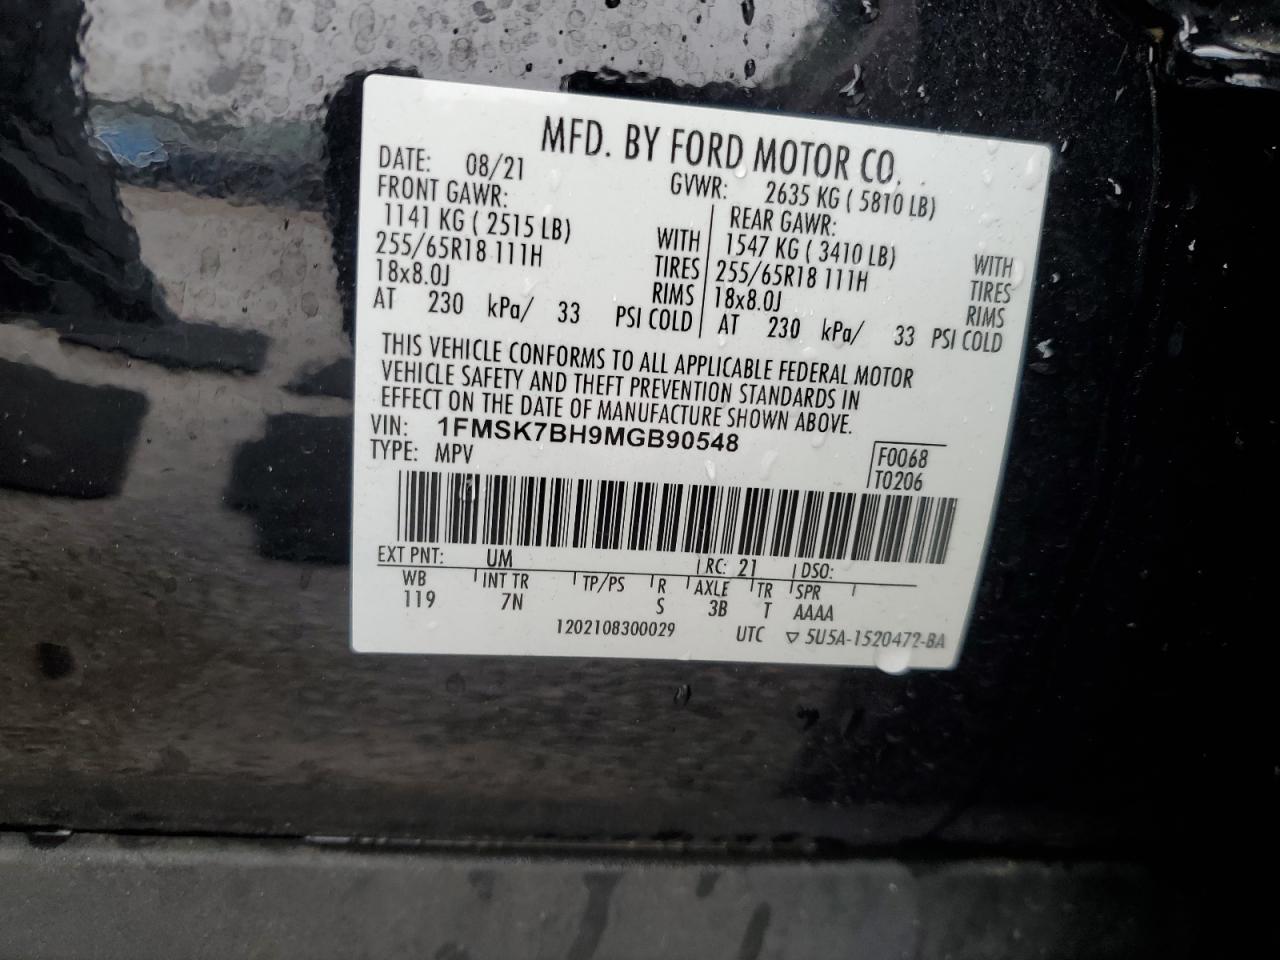 MFD. BY FORD MOTOR CO.
DATE: 08/21 GVWR: 2635 KG ( 5810 LB)
FRONT GAWR: REAR GAWR:
1141 KG ( 2515 LB) WITH 1547 KG ( 3410 LB) WITH
255/65R18 111H TIRES 255/65R18 111H TIRES
18x8.0J RIMS 18x8.0J RIMS
AT 230 kPa/ 33 PSI COLD AT 230 kPa/ 33 PSI COLD
THIS VEHICLE CONFORMS TO ALL APPLICABLE FEDERAL MOTOR
VEHICLE SAFETY AND THEFT PREVENTION STANDARDS IN
EFFECT ON THE DATE OF MANUFACTURE SHOWN ABOVE.
VIN: 1FMSK7BH9MGB90548
TYPE: MPV F0068
T0206
EXT PNT: UM RC: 21 DSO:
WB INT TR TP/PS R AXLE TR SPR
119 7N S 3B T AAAA
1202108300029 UTC ▽ 5U5A-1520472-BA